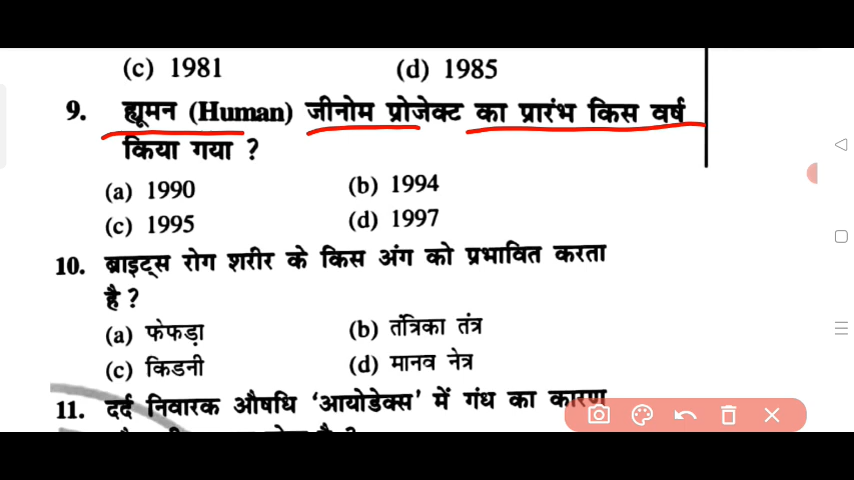 (c) 1981 (d) 1985
9. ह्यूमन (Human) जीनोम प्रोजेक्ट का प्रारंभ किस वर्ष
किया गया ?
(a) 1990 (b) 1994
(c) 1995 (d) 1997
10. ब्राइट्स रोग शरीर के किस अंग को प्रभावित करता
है ?
(a) फेफड़ा (b) तंत्रिका तंत्र
(c) किडनी (d) मानव नेत्र
11. दर्द निवारक औषधि ‘आयोडेक्स’ में गंध का कारण